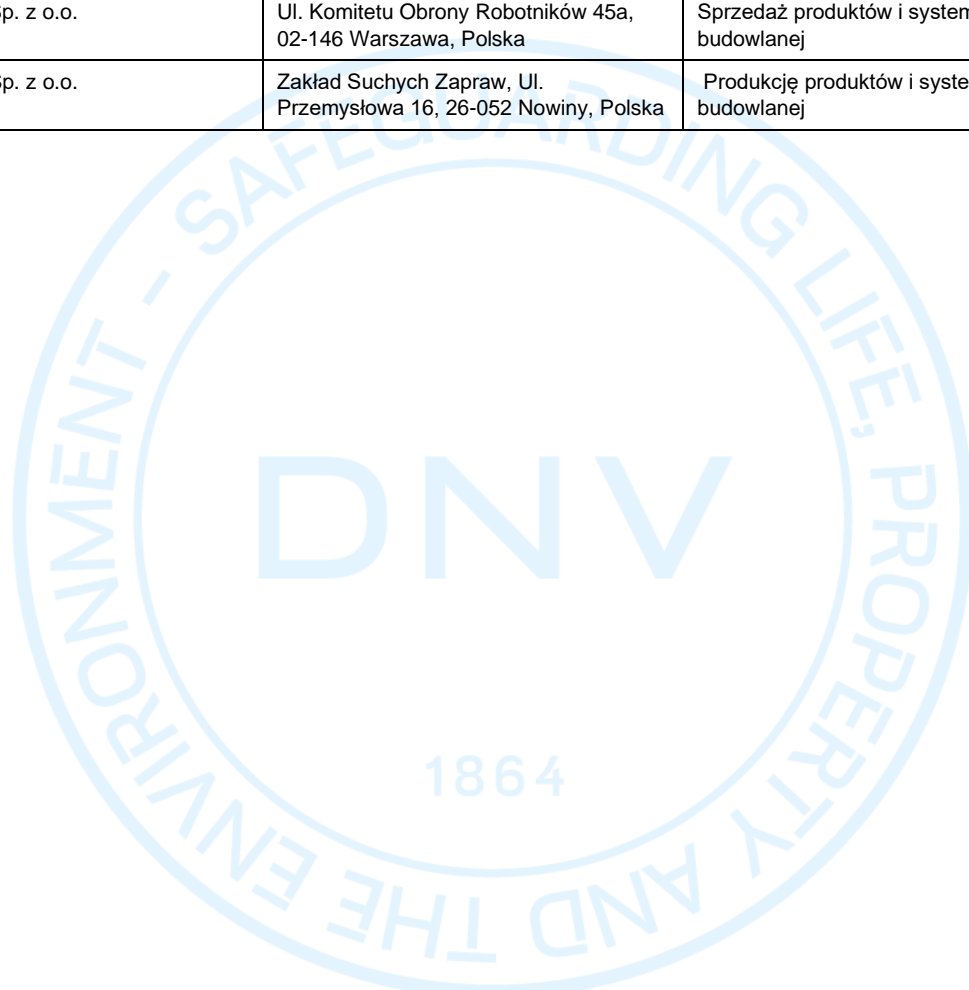 Sp. z o.o.
Ul. Komitetu Obrony Robotników 45a,
02-146 Warszawa, Polska
Sprzedaż produktów i system
budowlanej
Sp. z o.o.
Zakład Suchych Zapraw, Ul.
Przemysłowa 16, 26-052 Nowiny, Polska
Produkcję produktów i syste
budowlanej
SAFEGUARDING LIFE, PROPERTY AND THE ENVIRONMENT -
DNV
1864